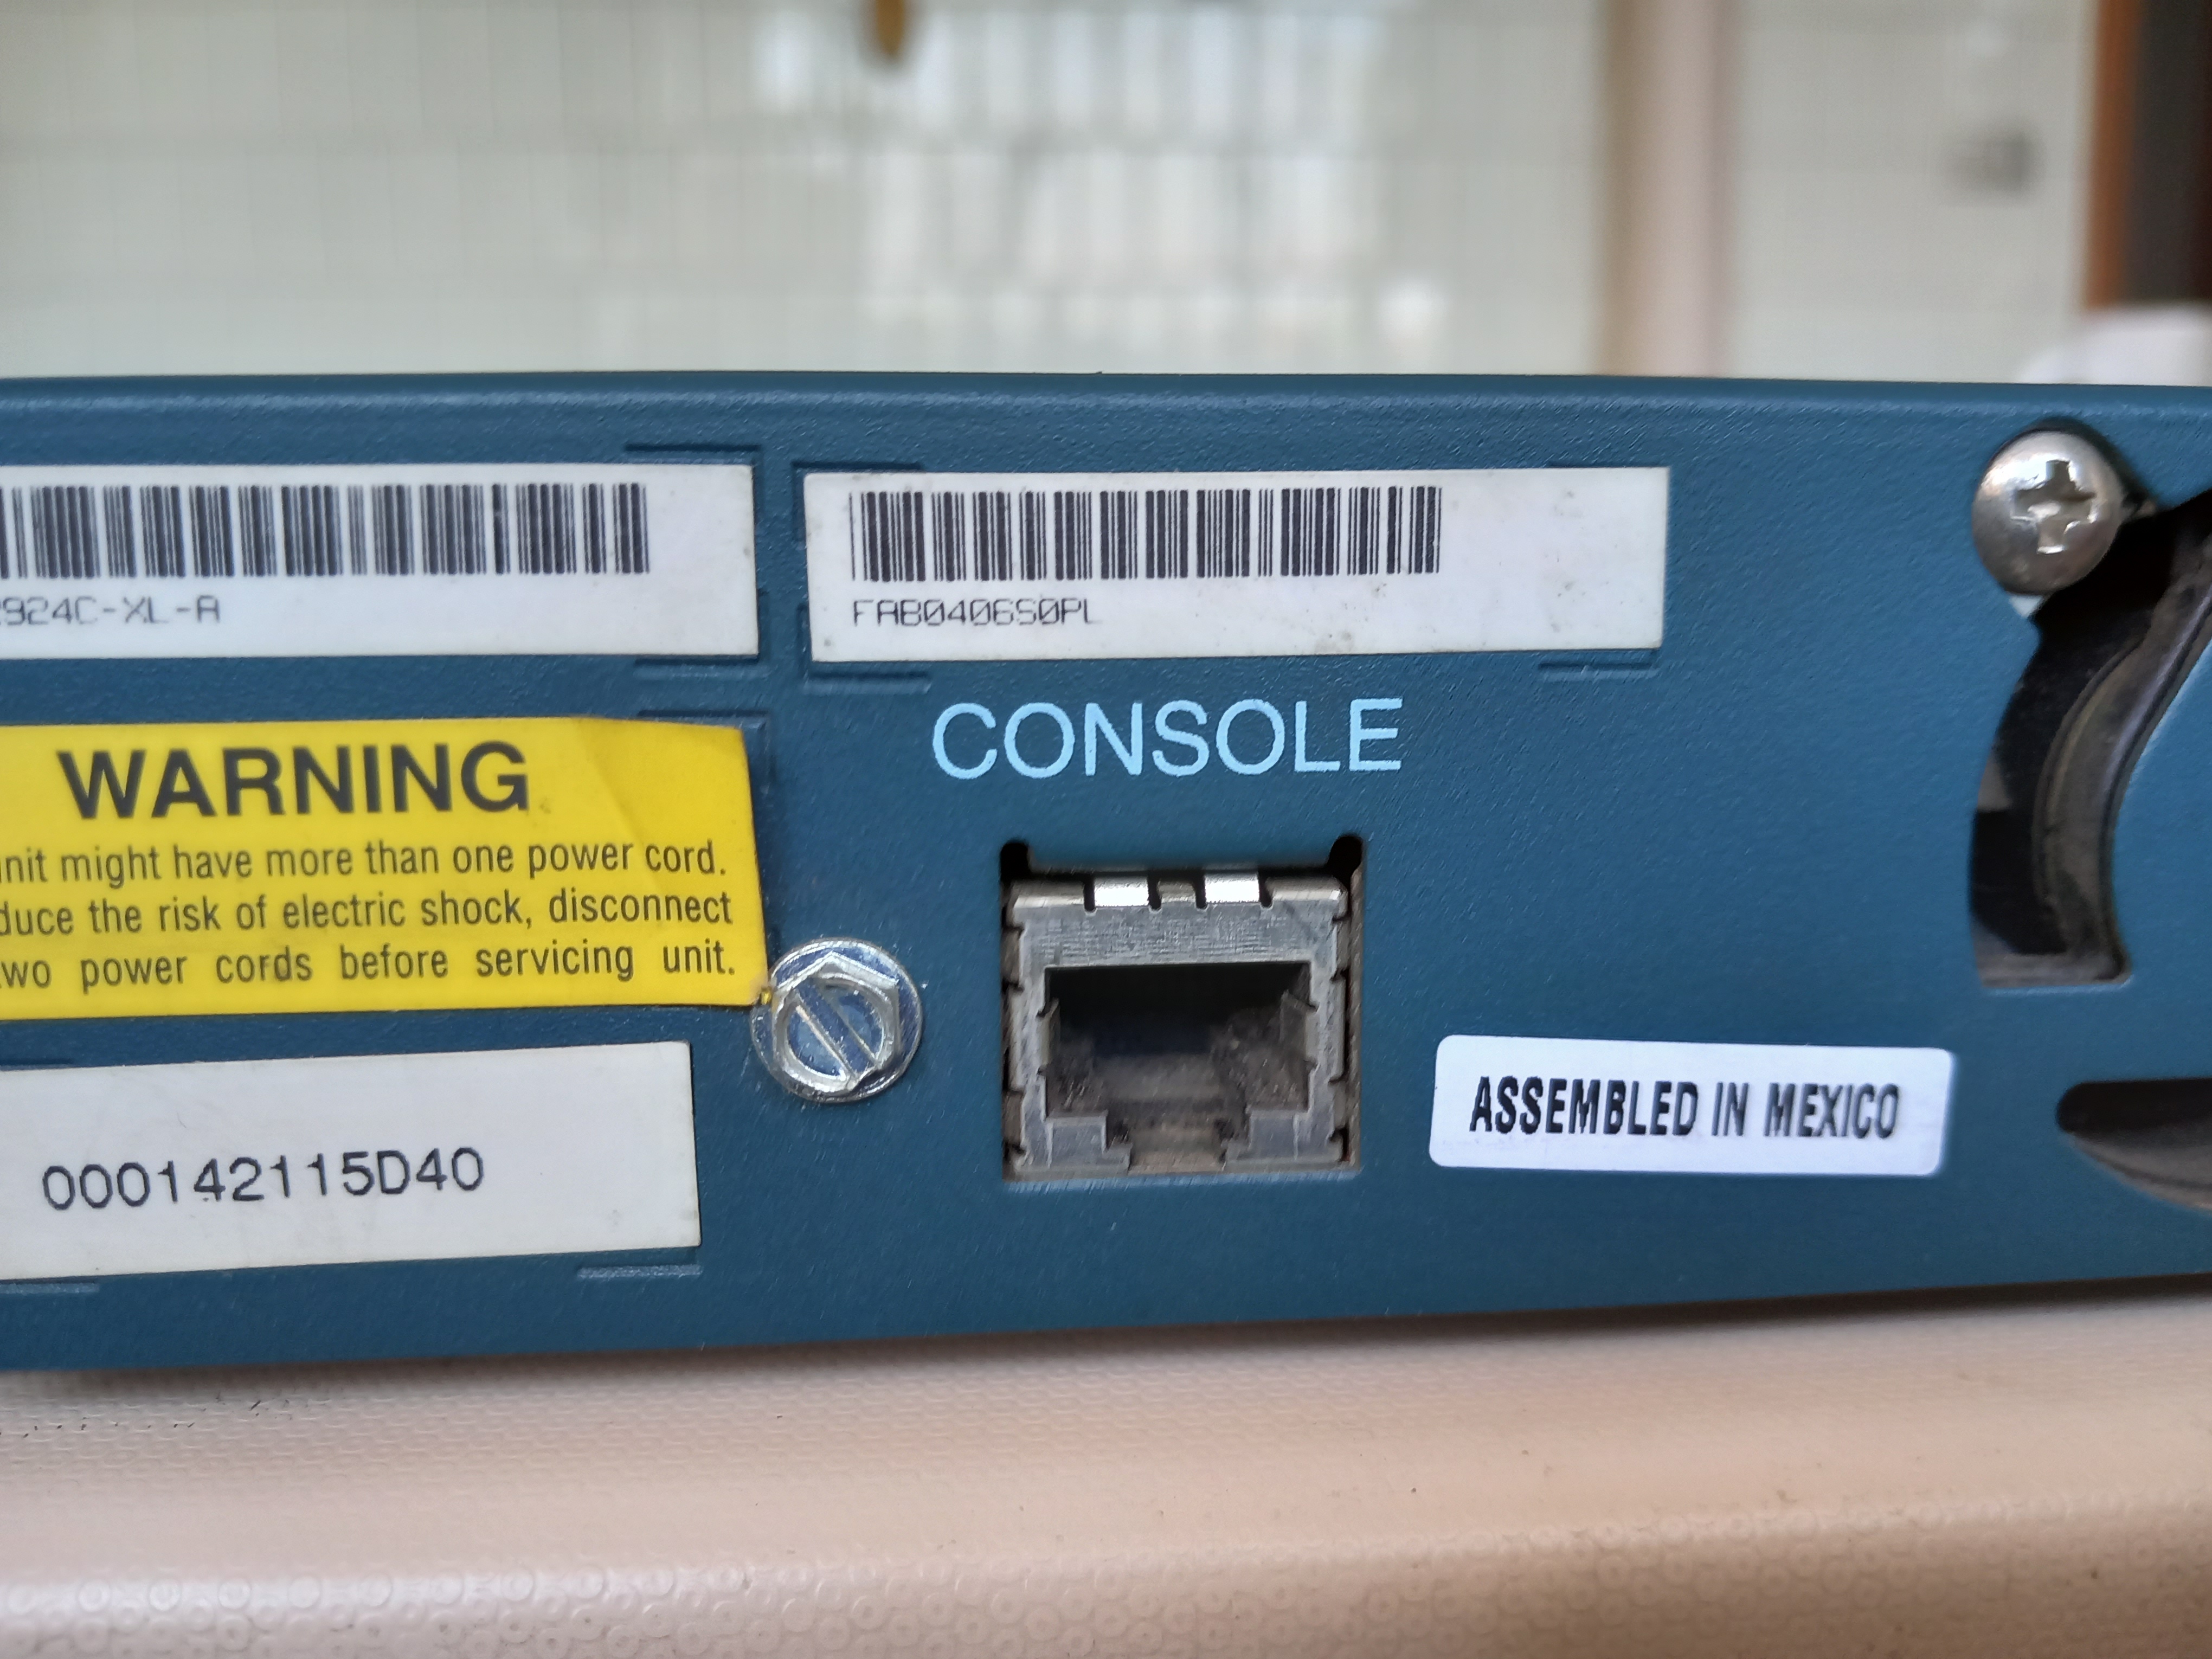 2924C-XL-A
FAB0406S0PL
CONSOLE
WARNING
unit might have more than one power cord.
duce the risk of electric shock, disconnect
two power cords before servicing unit.
000142115D40
ASSEMBLED IN MEXICO